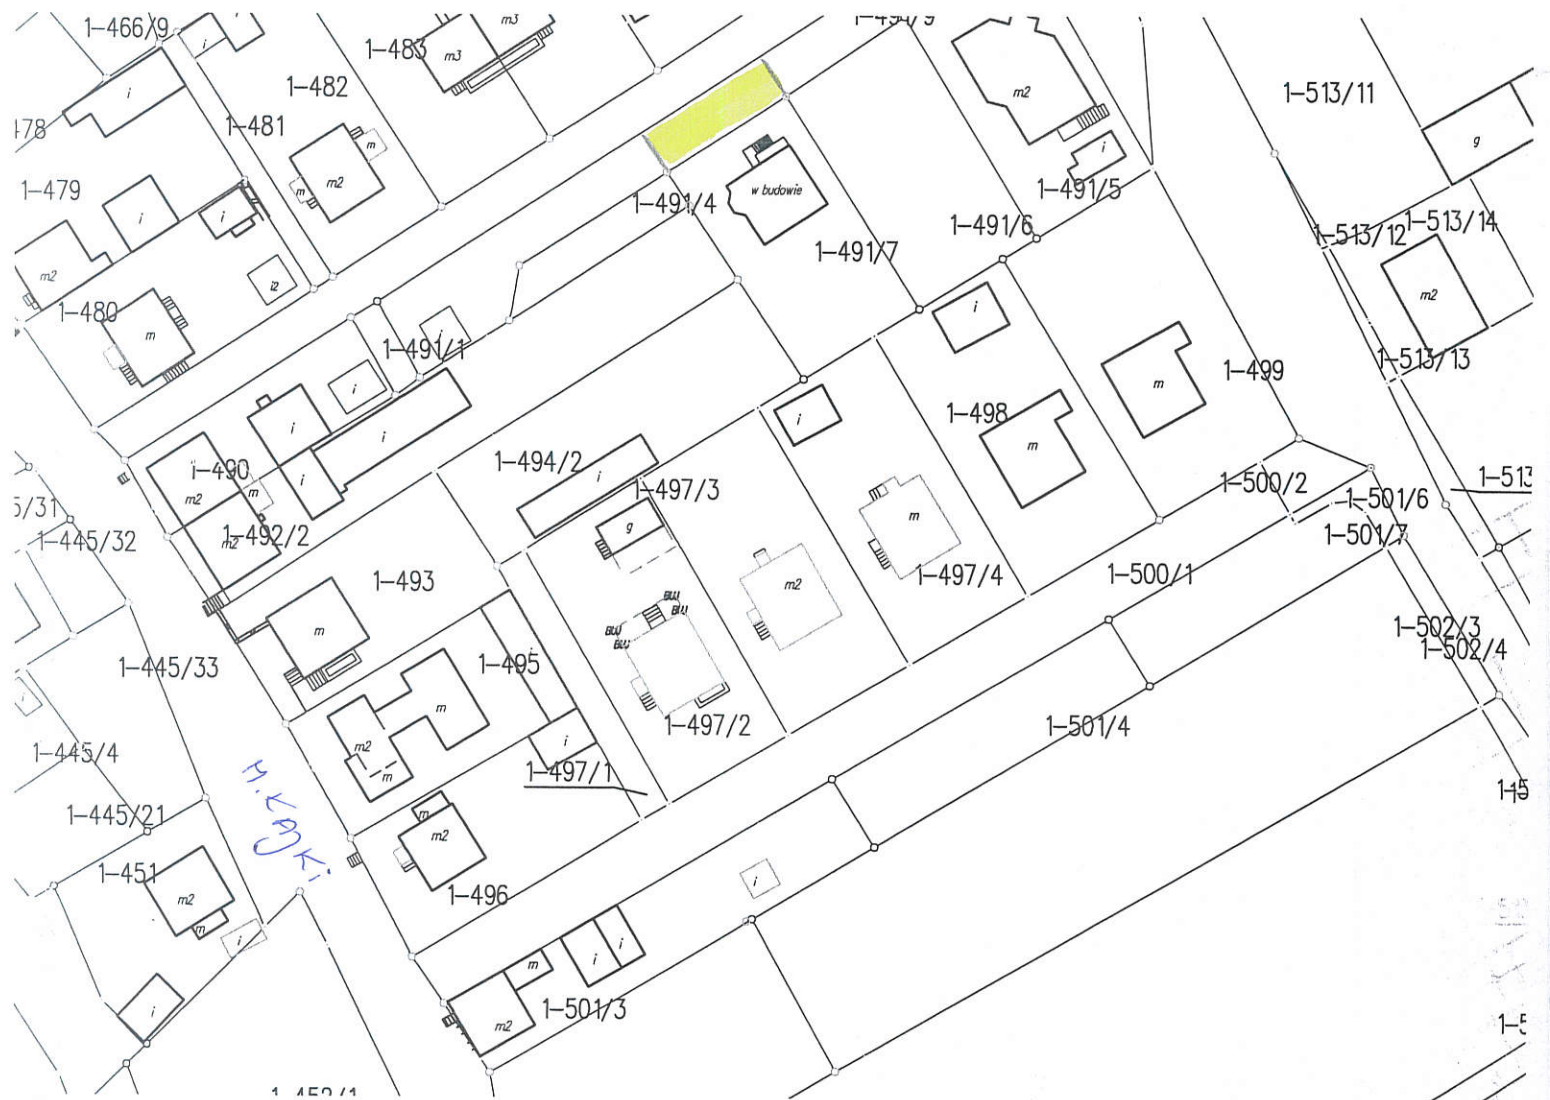 1-466/9
i
m3
1-483
m3
1-482
i
m2
1-513/11
1-481
m
g
1-479
i
m2
m
i
w budowie
1-491/5
i
1-491/4
1-491/6
1-513/12
1-513/14
m2
i2
1-491/7
m2
1-480
m
i
i
1-491/1
i
1-513/13
i
1-499
m
i
1-498
i
i
m
1-490
m
i
1-494/2
i
1-497/3
1-500/2
1-501/6
1-513
m2
1-445/32
m2
1-492/2
g
m
1-501/7
1-493
m2
1-497/4
1-500/1
BUJ
BUJ
BUJ
BUJ
m
1-502/3
1-502/4
1-445/33
1-495
m
1-497/2
1-501/4
1-445/4
m2
m
i
1-497/1
M. KAJKi
1-445/21
m
m2
1-451
m2
m
1-496
i
i
m
i
i
i
1-501/3
m2